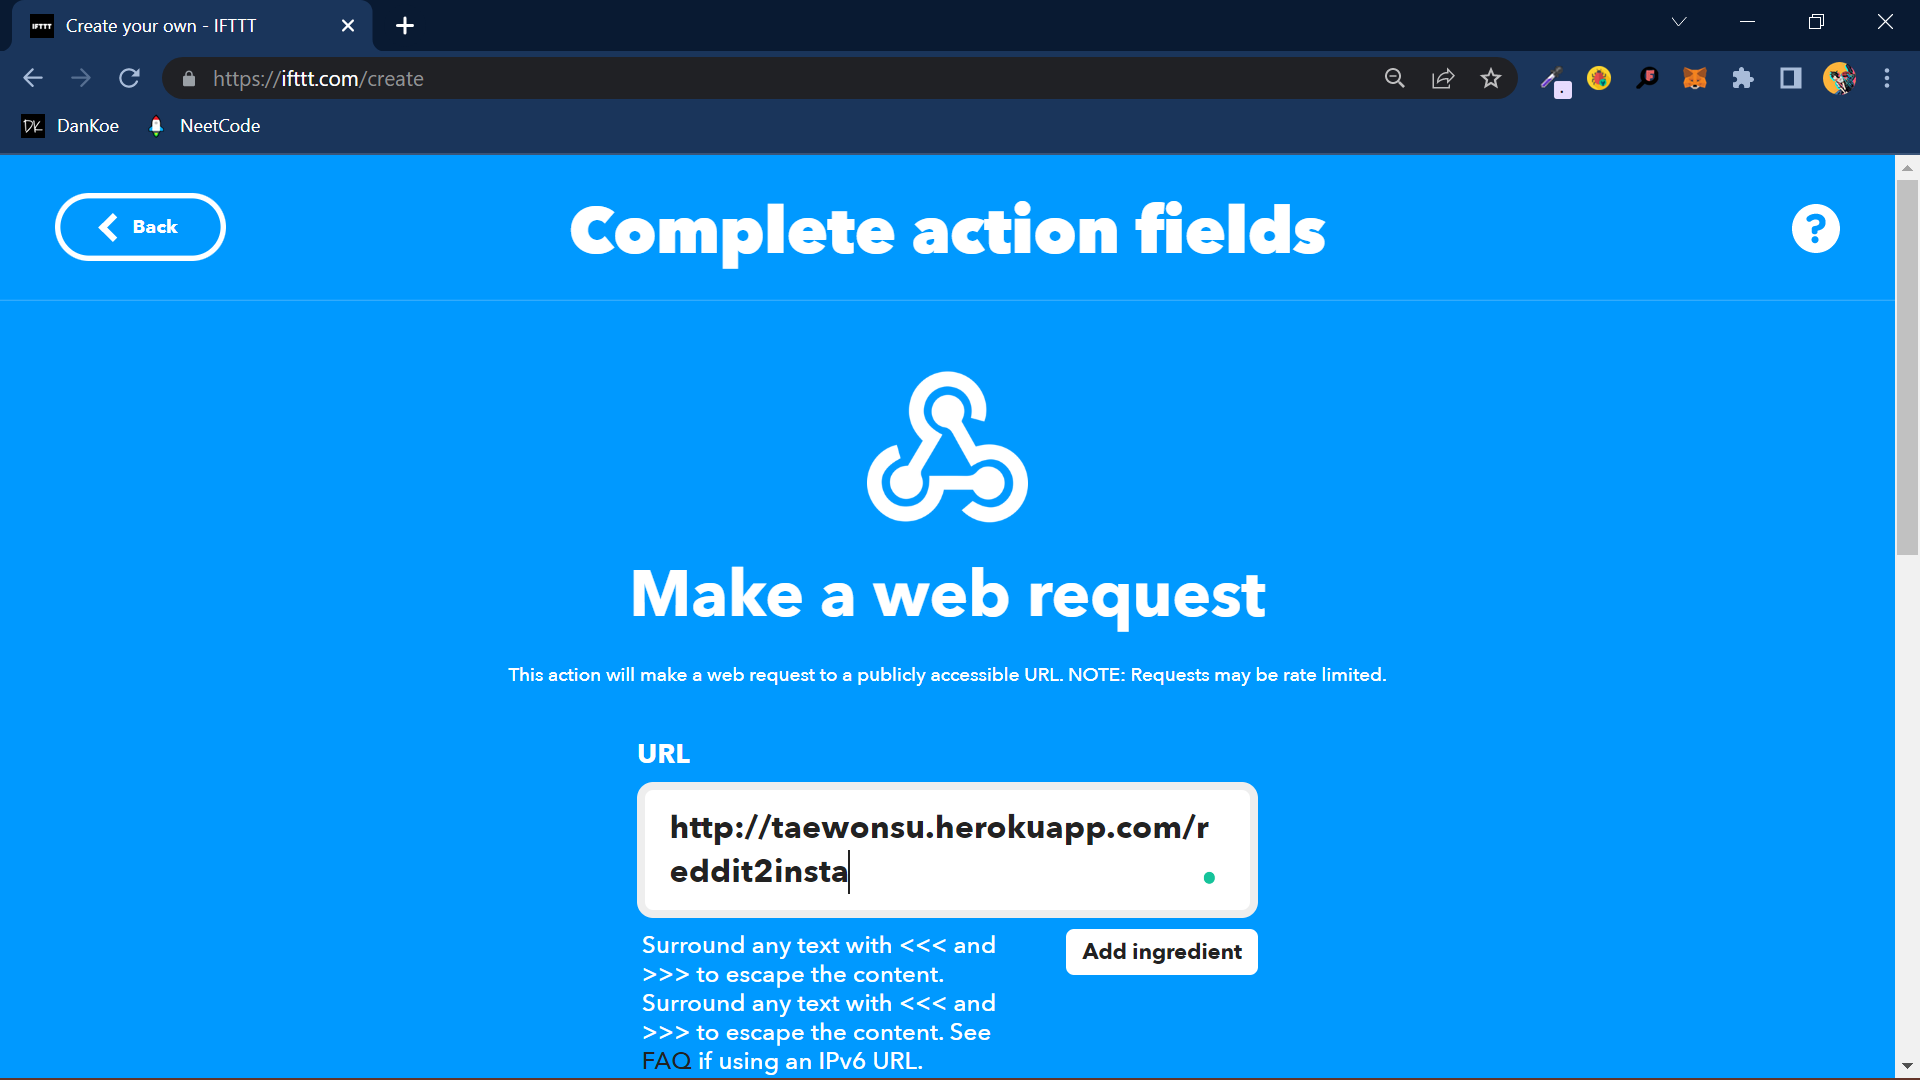 IFTTT Create your own - IFTTT
https://ifttt.com/create
DK DanKoe NeetCode
Back Complete action fields ?
Make a web request
This action will make a web request to a publicly accessible URL. NOTE: Requests may be rate limited.
URL
http://taewonsu.herokuapp.com/r
eddit2insta
Surround any text with <<< and
>>> to escape the content.
Surround any text with <<< and
>>> to escape the content. See
FAQ if using an IPv6 URL.
Add ingredient